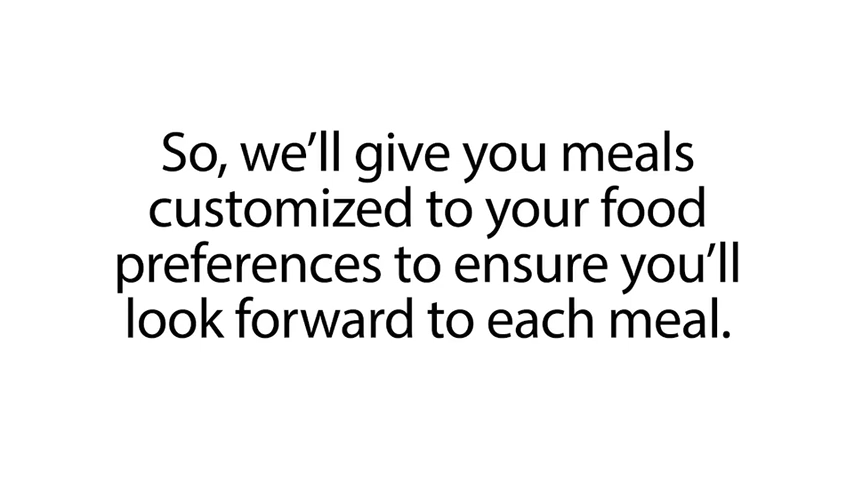 So, we’ll give you meals
customized to your food
preferences to ensure you’ll
look forward to each meal.